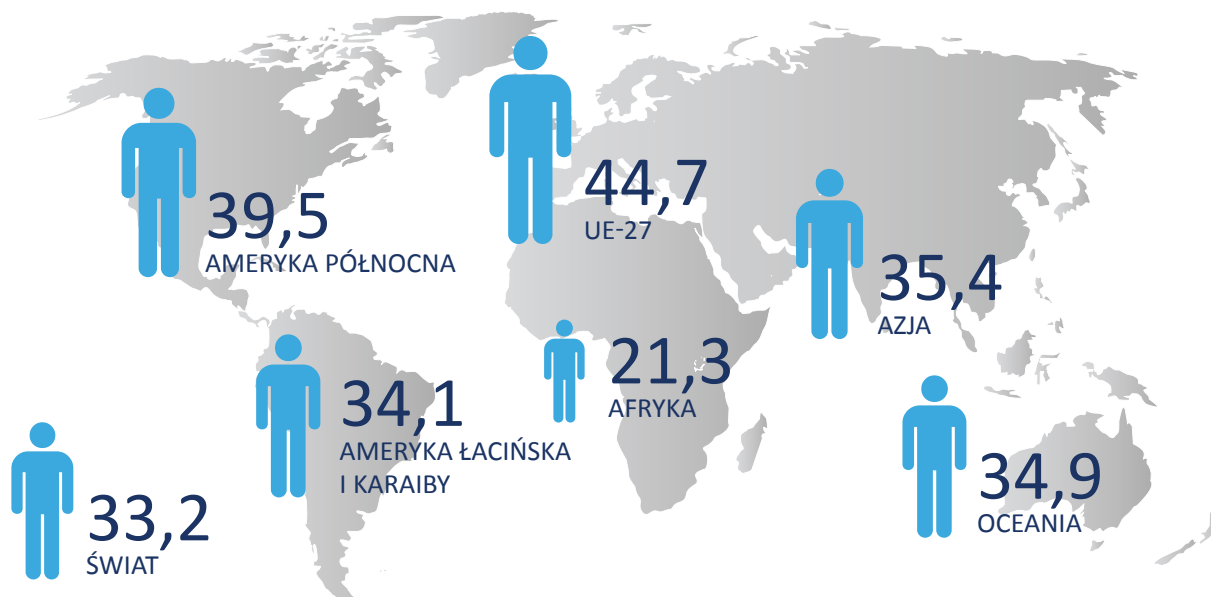 44,7
UE-27
39,5
AMERYKA PÓŁNOCNA
35,4
AZJA
21,3
AFRYKA
34,1
AMERYKA ŁACIŃSKA
I KARAIBY
34,9
OCEANIA
33,2
ŚWIAT